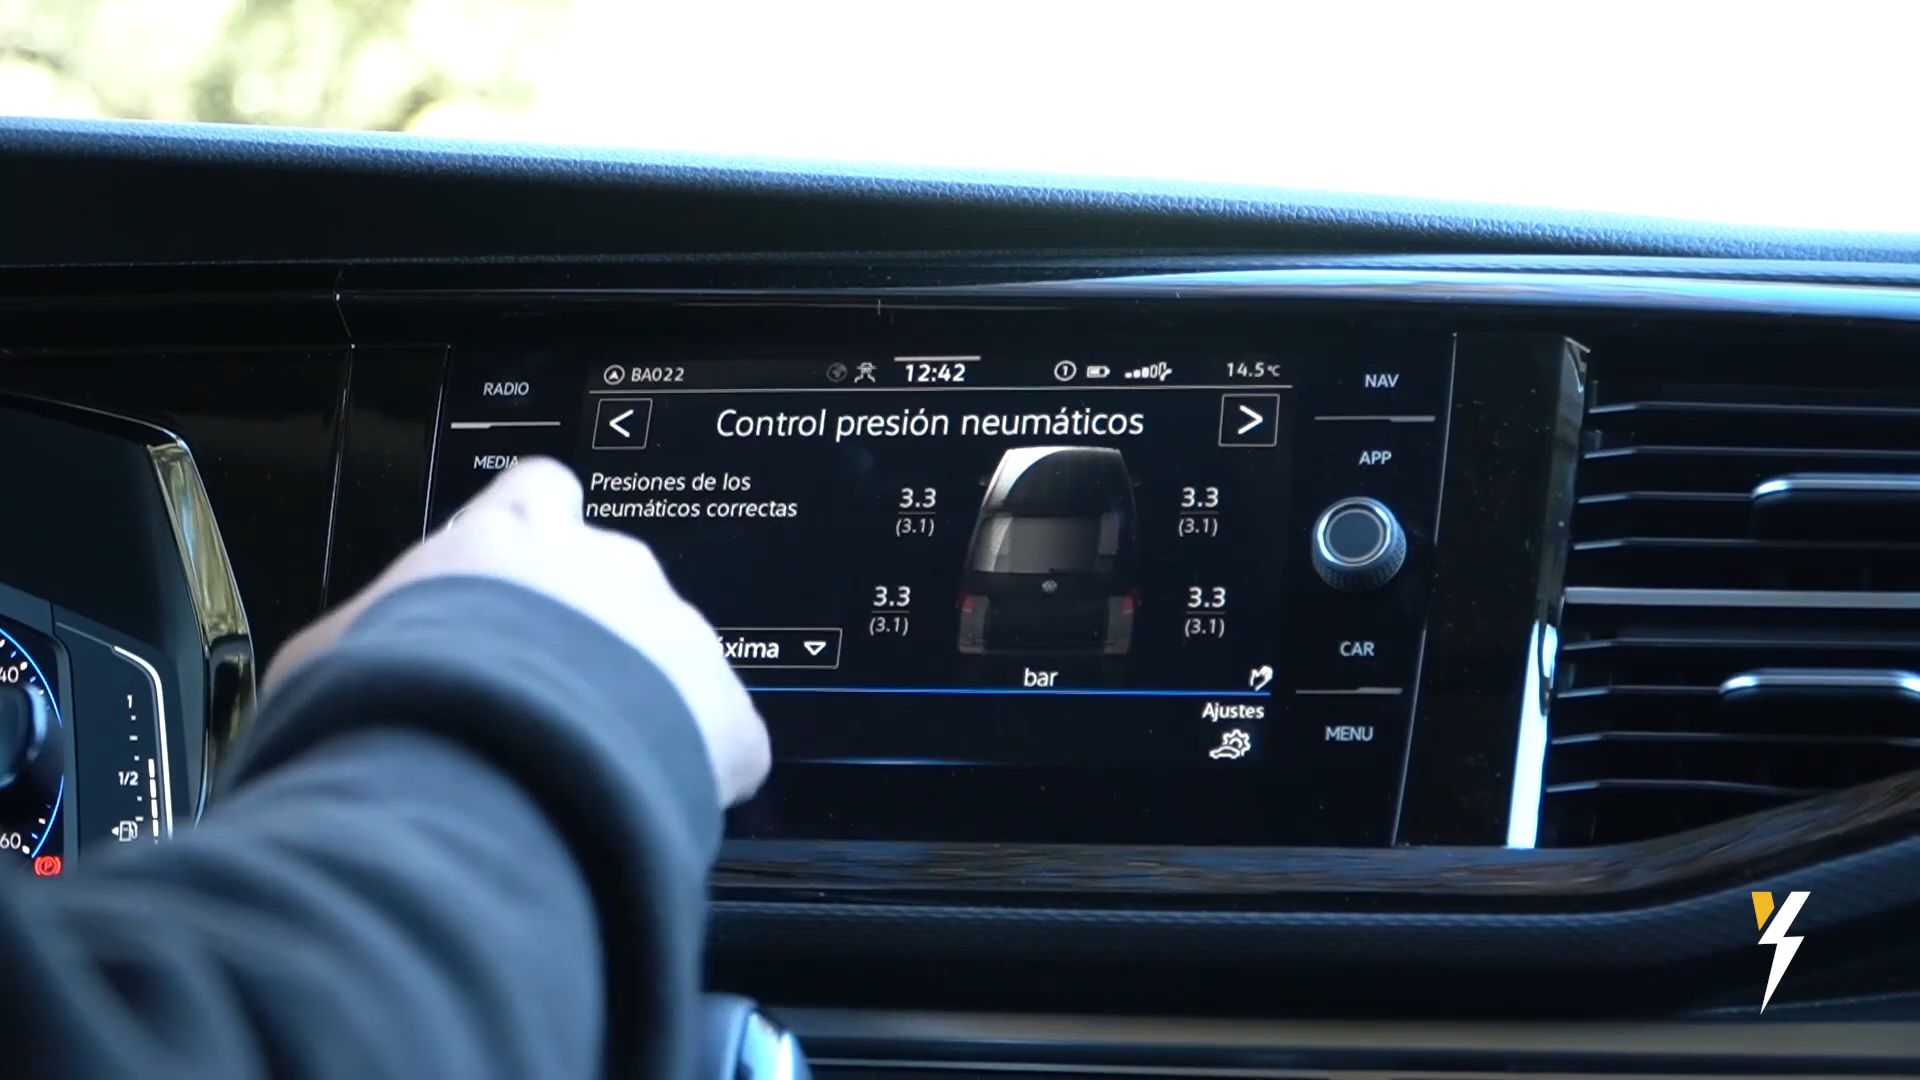 RADIO
MEDIA
BA022
12:42
1
14.5°C
<
Control presión neumáticos
>
Presiones de los
neumáticos correctas
3.3
(3.1)
3.3
(3.1)
3.3
(3.1)
3.3
(3.1)
bar
Ajustes
NAV
APP
CAR
MENU
40
60
1
1/2